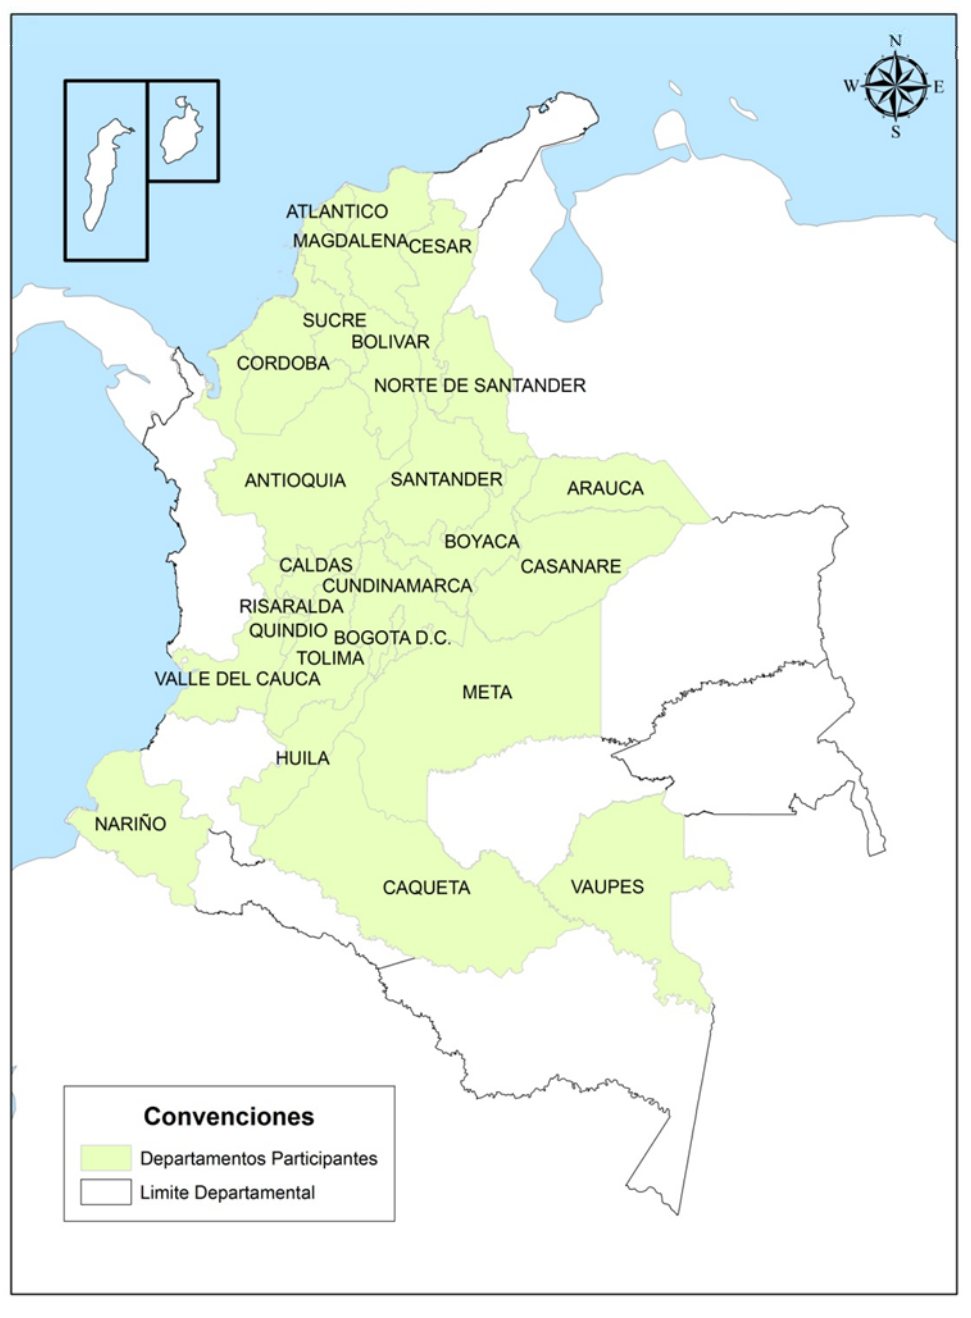 N
W
E
S
ATLANTICO
MAGDALENA
CESAR
SUCRE
BOLIVAR
CORDOBA
NORTE DE SANTANDER
ANTIOQUIA
SANTANDER
ARAUCA
BOYACA
CALDAS
CASANARE
CUNDINAMARCA
RISARALDA
QUINDIO
BOGOTA D.C.
TOLIMA
VALLE DEL CAUCA
META
HUILA
NARIÑO
CAQUETA
VAUPES
Convenciones
Departamentos Participantes
Limite Departamental